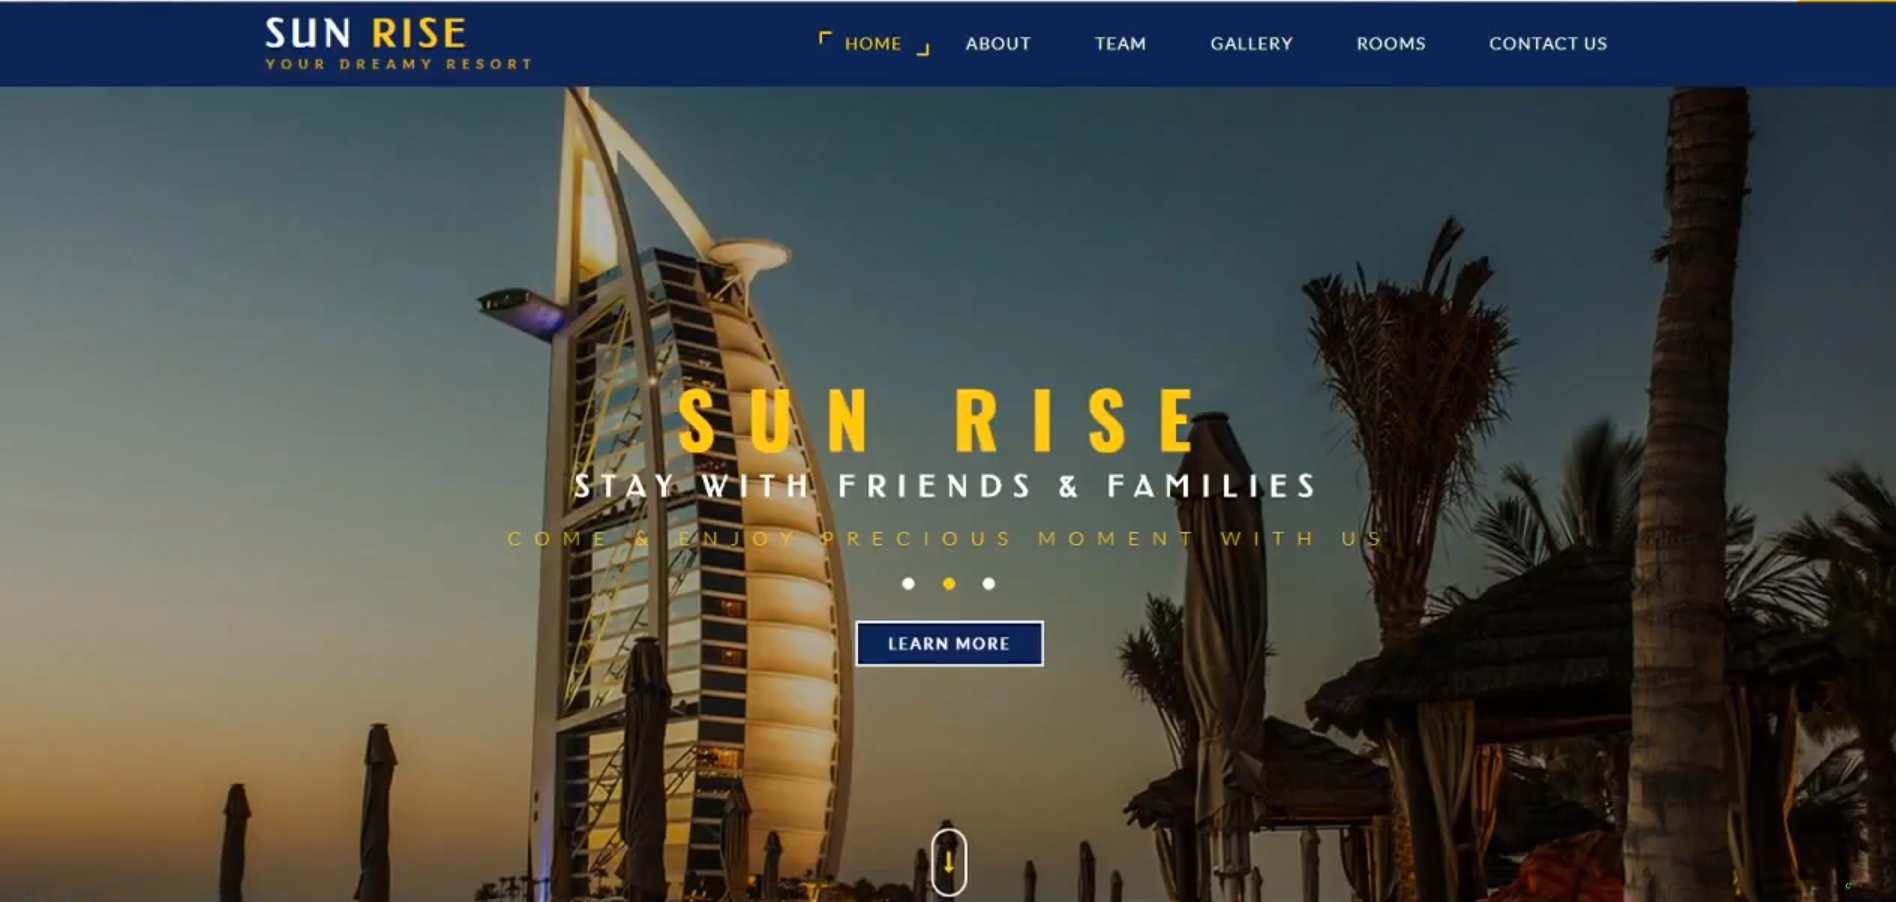 SUN RISE
YOUR DREAMY RESORT
HOME ABOUT TEAM GALLERY ROOMS CONTACT US
SUN RISE
STAY WITH FRIENDS & FAMILIES
COME & ENJOY PRECIOUS MOMENT WITH US
LEARN MORE